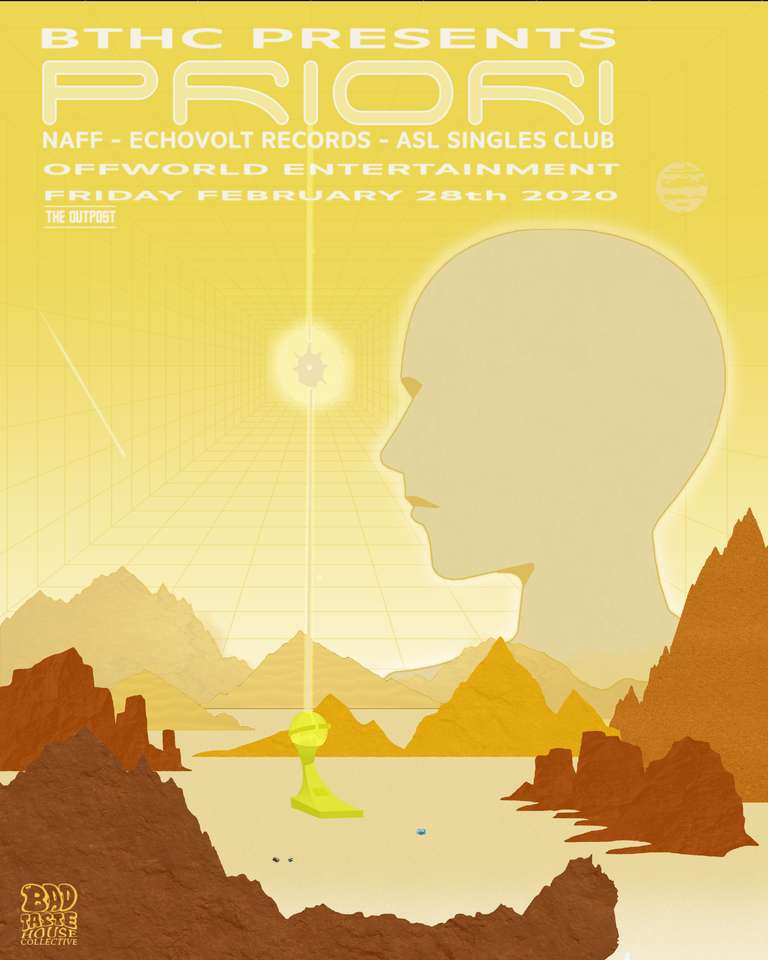 BTHC PRESENTS
PRIORI
NAFF - ECHOVOLT RECORDS - ASL SINGLES CLUB
OFFWORLD ENTERTAINMENT
FRIDAY FEBRUARY 28th 2020
THE OUTPOST
BAD
TASTE
HOUSE
COLLECTIVE